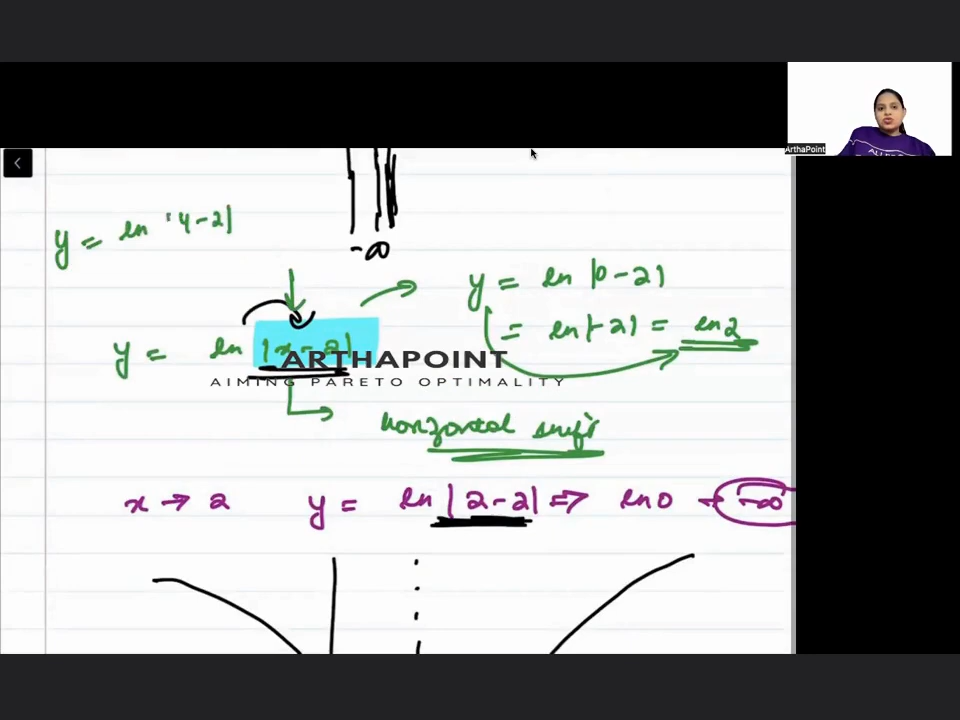 ArthaPoint
y = ln |4-2|
-∞
y = ln |0-2|
= ln|-2| = ln2
y = ln |x-2|
ARTHAPOINT
AIMING PARETO OPTIMALITY
horizontal shift
x → 2 y = ln |2-2| => ln0 → -∞